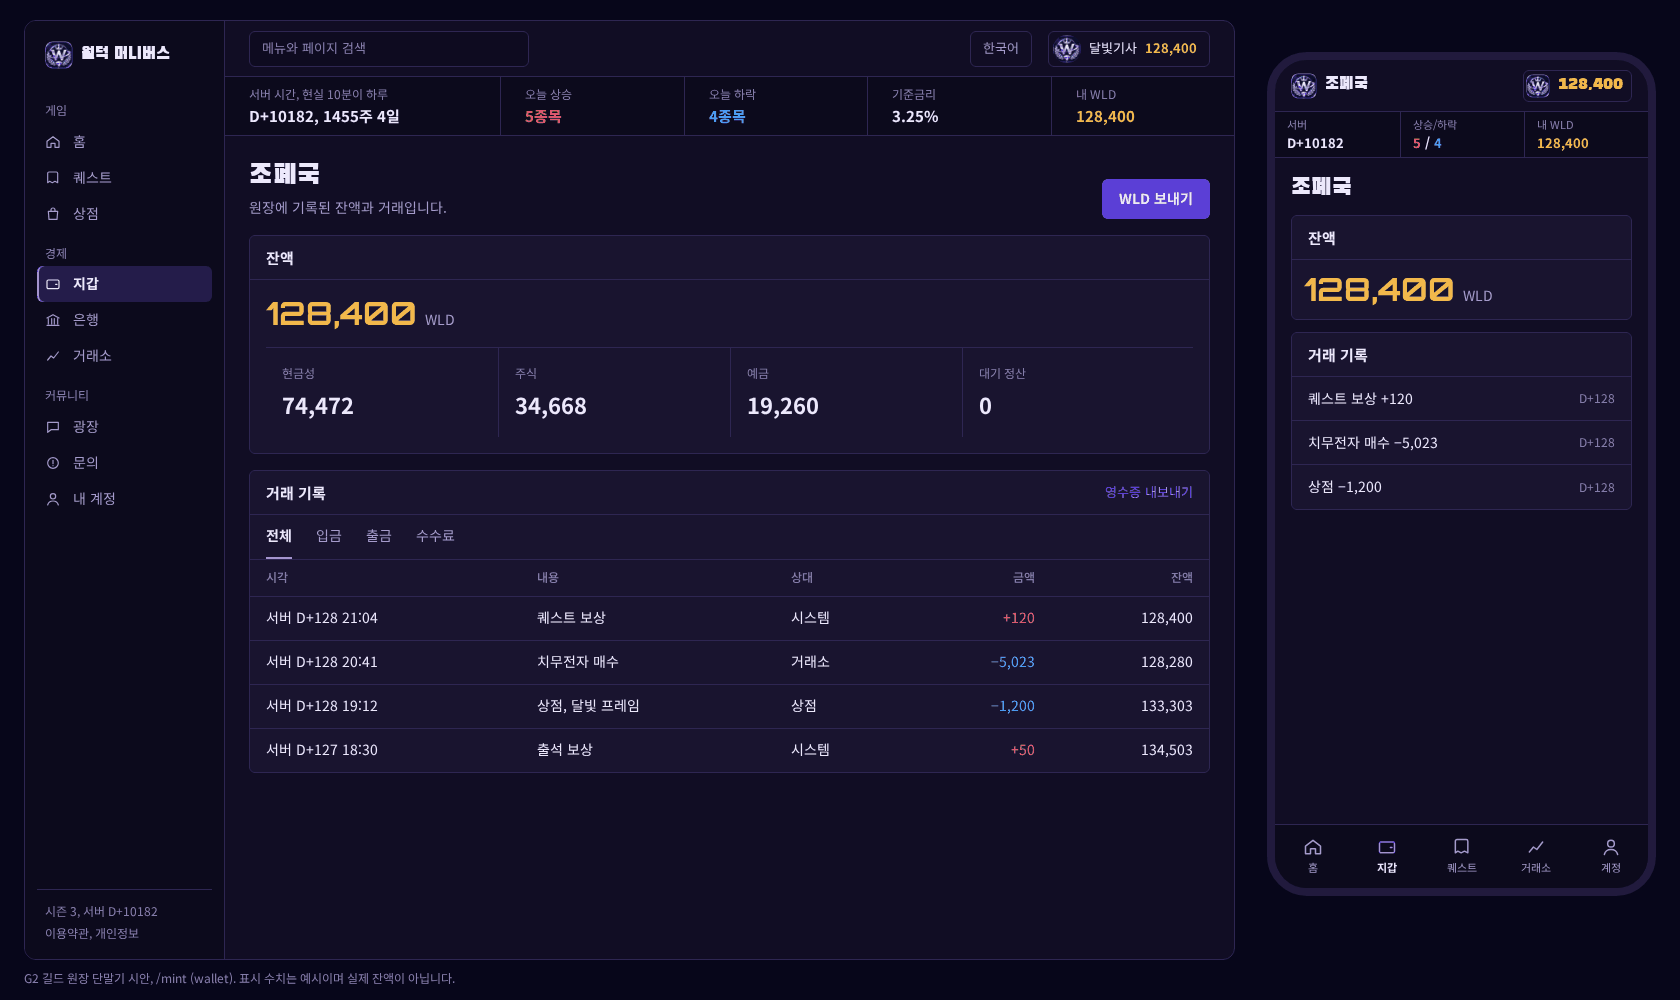 월덕 머니버스
게임
홈
퀘스트
상점
경제
지갑
은행
거래소
커뮤니티
광장
문의
내 계정
시즌 3, 서버 D+10182
이용약관, 개인정보
메뉴와 페이지 검색
한국어
달빛기사 128,400
서버 시간, 현실 10분이 하루
D+10182, 1455주 4일
오늘 상승
5종목
오늘 하락
4종목
기준금리
3.25%
내 WLD
128,400
조폐국
원장에 기록된 잔액과 거래입니다.
WLD 보내기
잔액
128,400 WLD
현금성
74,472
주식
34,668
예금
19,260
대기 정산
0
거래 기록
영수증 내보내기
전체 입금 출금 수수료
시각 내용 상대 금액 잔액
서버 D+128 21:04 퀘스트 보상 시스템 +120 128,400
서버 D+128 20:41 치무전자 매수 거래소 −5,023 128,280
서버 D+128 19:12 상점, 달빛 프레임 상점 −1,200 133,303
서버 D+127 18:30 출석 보상 시스템 +50 134,503
G2 길드 원장 단말기 시안, /mint (wallet). 표시 수치는 예시이며 실제 잔액이 아닙니다.
조폐국
128,400
서버
D+10182
상승/하락
5 / 4
내 WLD
128,400
조폐국
잔액
128,400 WLD
거래 기록
퀘스트 보상 +120 D+128
치무전자 매수 −5,023 D+128
상점 −1,200 D+128
홈
지갑
퀘스트
거래소
계정